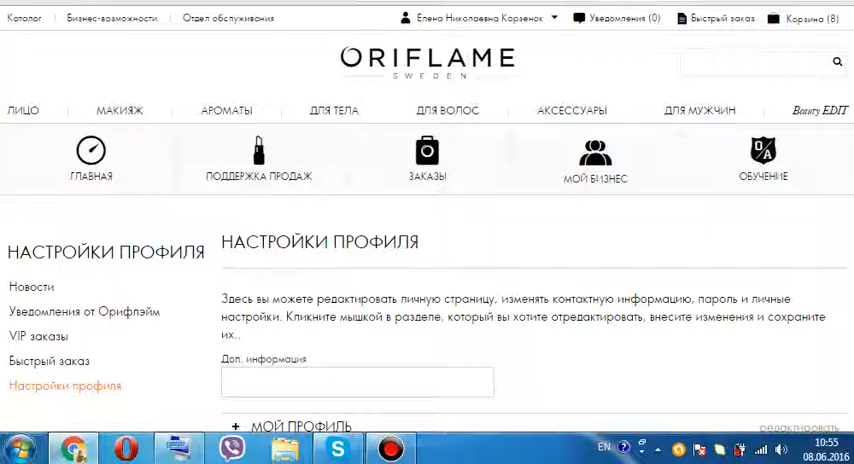 Каталог Бизнес-возможности Отдел обслуживания Елена Николаевна Корзенок Уведомления (0) Быстрый заказ Корзина (8)
ORIFLAME
SWEDEN
ЛИЦО МАКИЯЖ АРОМАТЫ ДЛЯ ТЕЛА ДЛЯ ВОЛОС АКСЕССУАРЫ ДЛЯ МУЖЧИН Beauty EDIT
ГЛАВНАЯ ПОДДЕРЖКА ПРОДАЖ ЗАКАЗЫ МОЙ БИЗНЕС ОБУЧЕНИЕ
НАСТРОЙКИ ПРОФИЛЯ
Новости
Уведомления от Орифлэйм
VIP заказы
Быстрый заказ
Настройки профиля
НАСТРОЙКИ ПРОФИЛЯ
Здесь вы можете редактировать личную страницу, изменять контактную информацию, пароль и личные
настройки. Кликните мышкой в разделе, который вы хотите отредактировать, внесите изменения и сохраните
их..
Доп. информация
+ МОЙ ПРОФИЛЬ редактировать
EN 10:55
08.06.2016